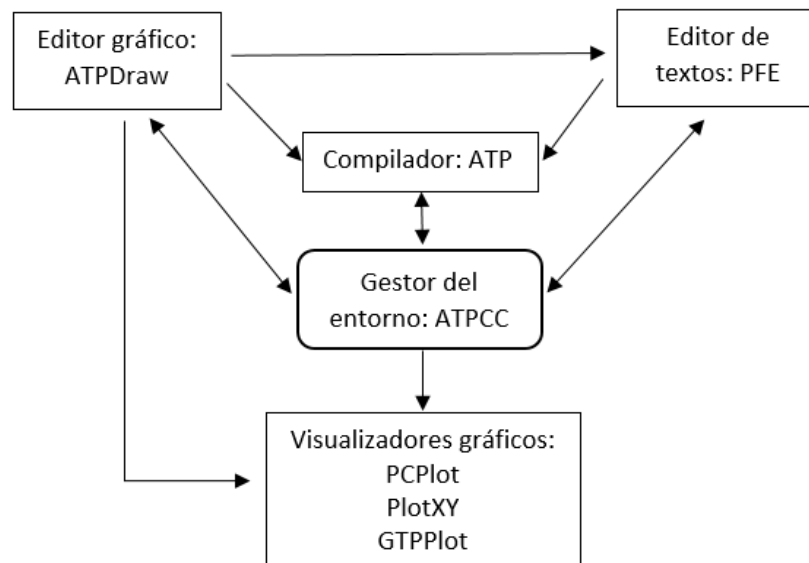 Editor gráfico:
ATPDraw
Editor de
textos: PFE
Compilador: ATP
Gestor del
entorno: ATPCC
Visualizadores gráficos:
PCPlot
PlotXY
GTPPlot